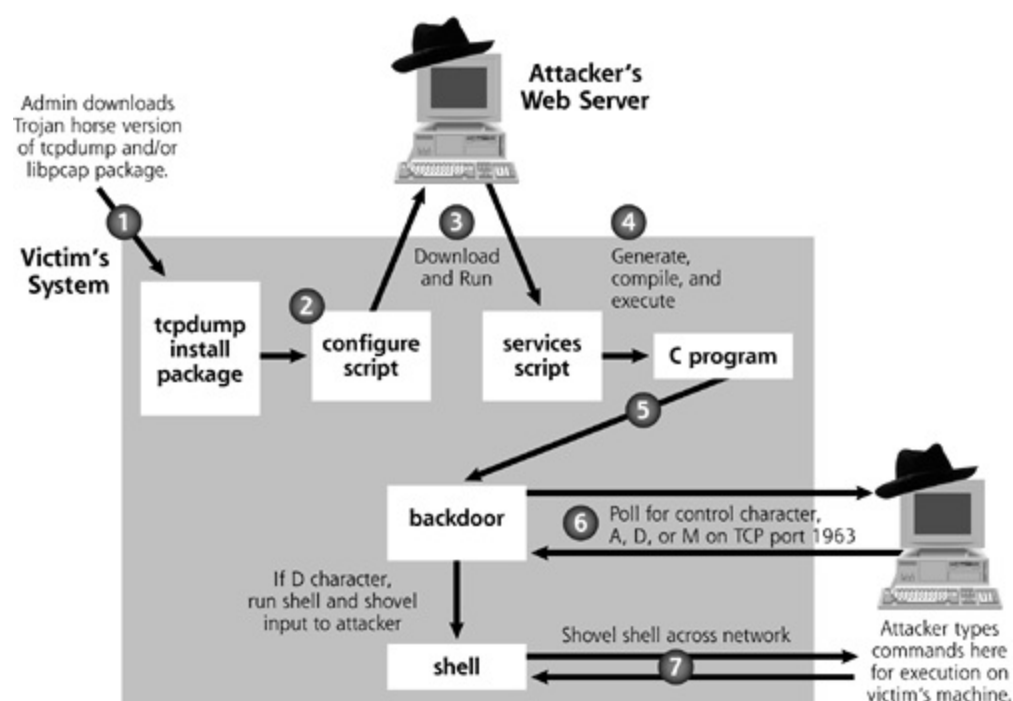 Attacker's
Web Server
Admin downloads
Trojan horse version
of tcpdump and/or
libpcap package.
1
Victim's
System
2
3
Download
and Run
4
Generate,
compile, and
execute
tcpdump
install
package
configure
script
services
script
C program
5
backdoor
6
Poll for control character,
A, D, or M on TCP port 1963
If D character,
run shell and shovel
input to attacker
shell
Shovel shell across network
7
Attacker types
commands here
for execution on
victim's machine.